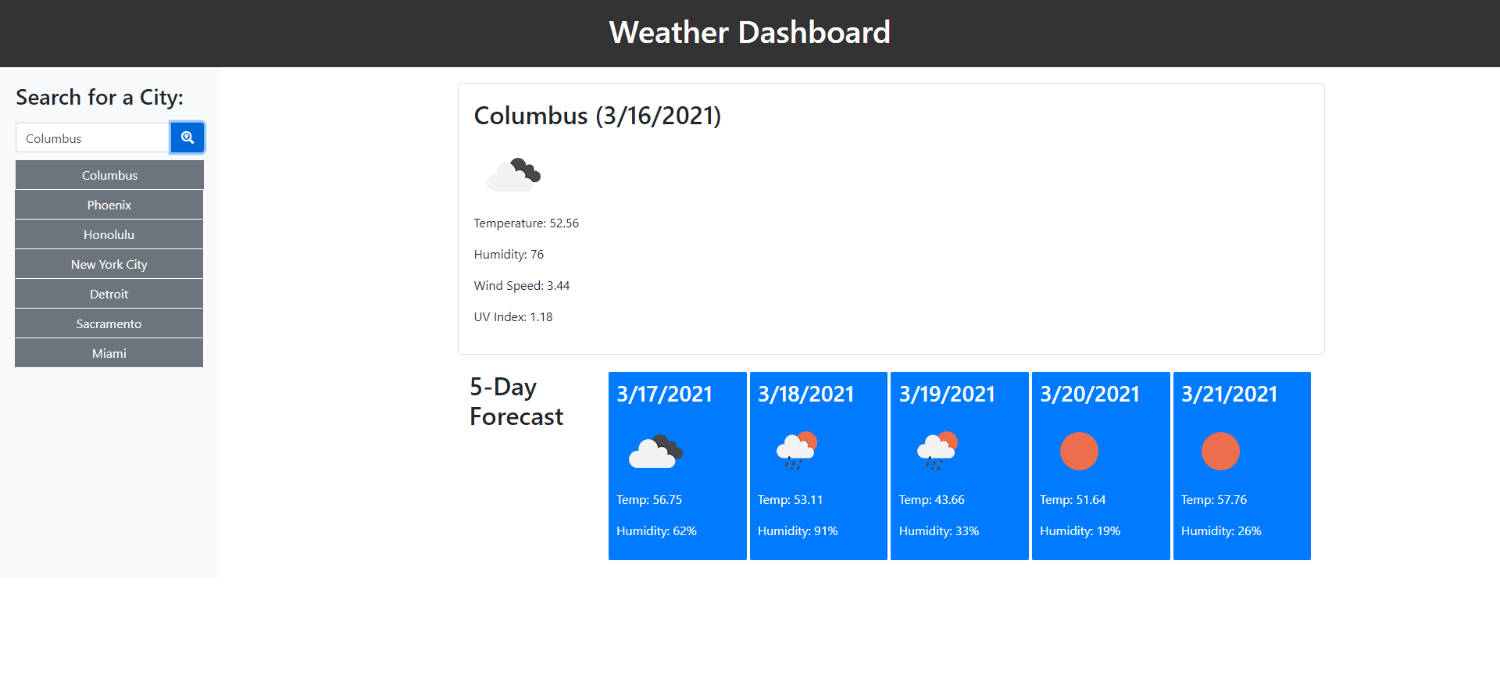 Weather Dashboard
Search for a City:
Columbus
Columbus
Phoenix
Honolulu
New York City
Detroit
Sacramento
Miami
Columbus (3/16/2021)
Temperature: 52.56
Humidity: 76
Wind Speed: 3.44
UV Index: 1.18
5-Day
Forecast
3/17/2021
Temp: 56.75
Humidity: 62%
3/18/2021
Temp: 53.11
Humidity: 91%
3/19/2021
Temp: 43.66
Humidity: 33%
3/20/2021
Temp: 51.64
Humidity: 19%
3/21/2021
Temp: 57.76
Humidity: 26%